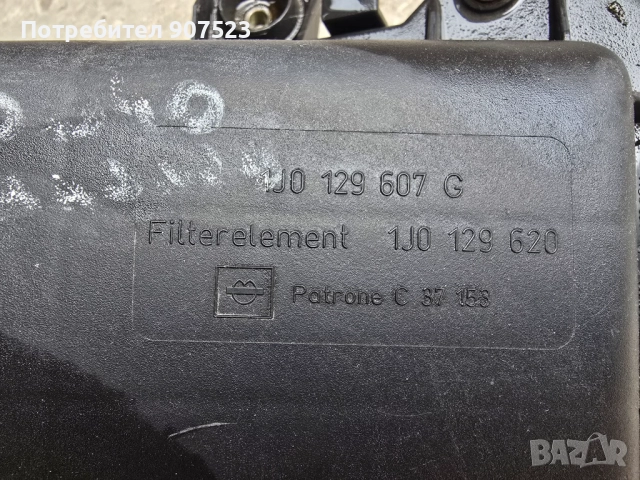 Потребител 907523
1J0 129 607 G
Filterelement 1J0 129 620
Patrone C 37 153
BAZAR